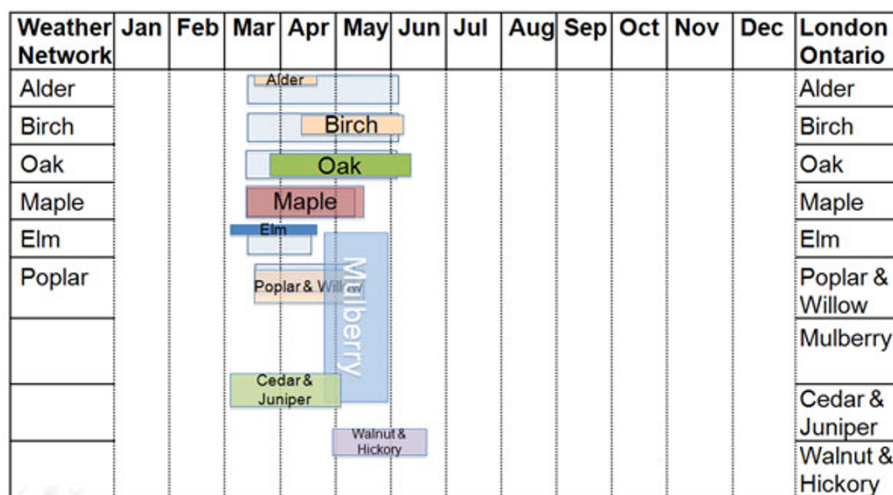 Weather Network Jan Feb Mar Apr May Jun Jul Aug Sep Oct Nov Dec London Ontario
Alder Alder Alder
Birch Birch Birch
Oak Oak Oak
Maple Maple Maple
Elm Elm Elm
Poplar Poplar & Willow Poplar & Willow
Mulberry Mulberry
Cedar & Juniper Cedar & Juniper
Walnut & Hickory Walnut & Hickory